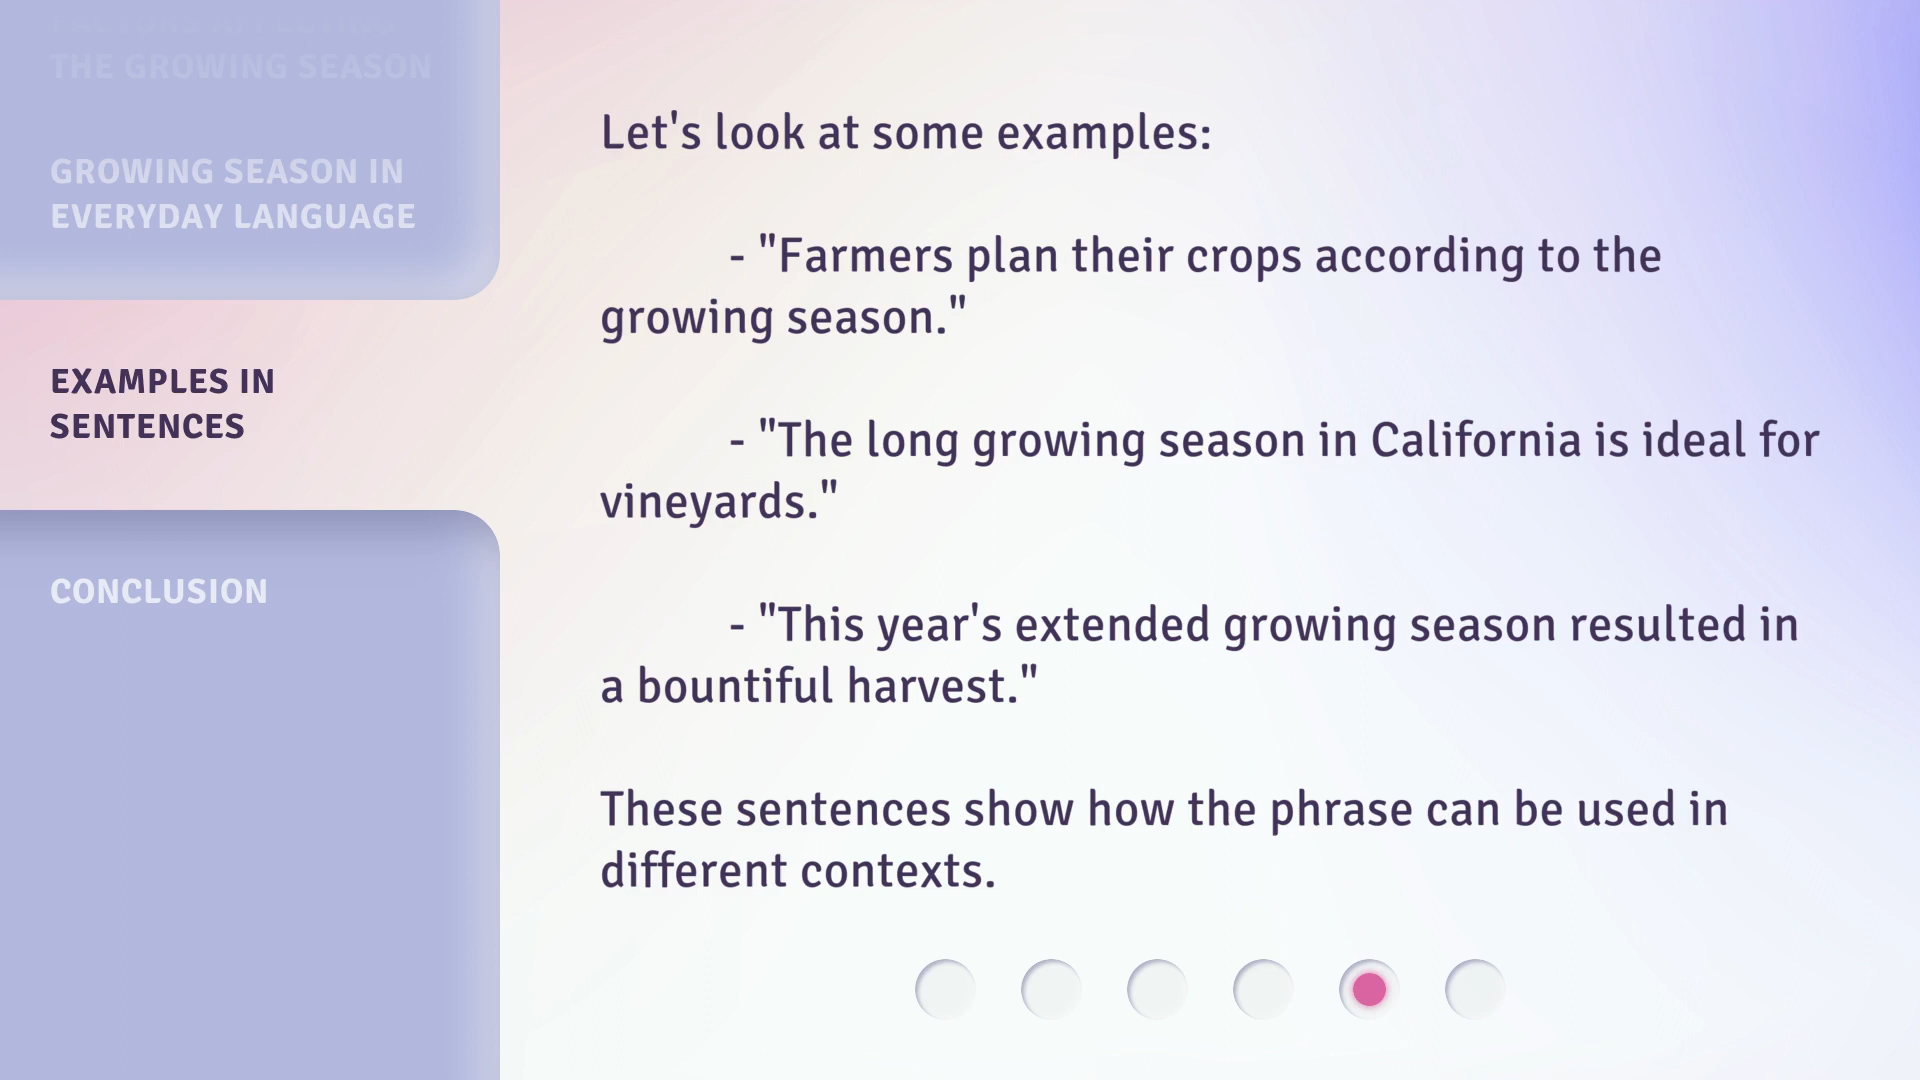 THE GROWING SEASON
GROWING SEASON IN
EVERYDAY LANGUAGE
EXAMPLES IN
SENTENCES
CONCLUSION
Let's look at some examples:
- "Farmers plan their crops according to the
growing season."
- "The long growing season in California is ideal for
vineyards."
- "This year's extended growing season resulted in
a bountiful harvest."
These sentences show how the phrase can be used in
different contexts.